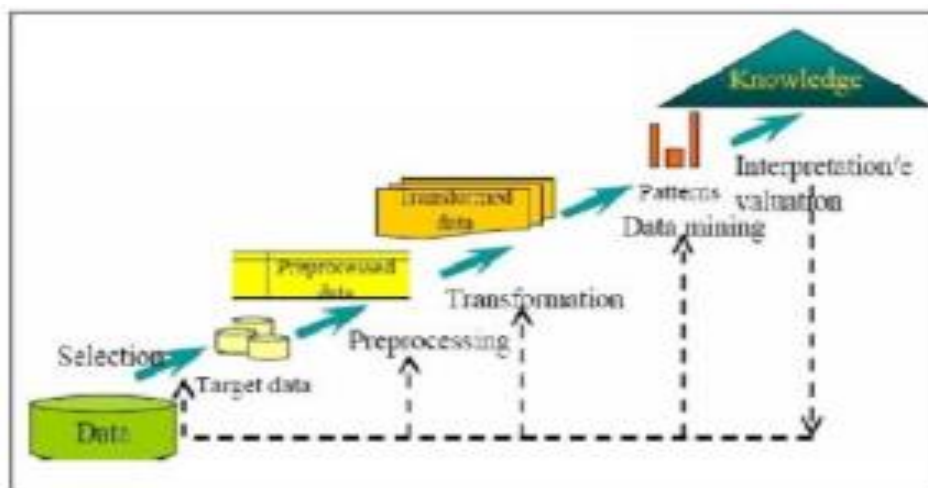 Knowledge
Interpretation/e
valuation
Patterns
Data mining
Transformed
data
Transformation
Preprocessed
data
Preprocessing
Selection
Target data
Data